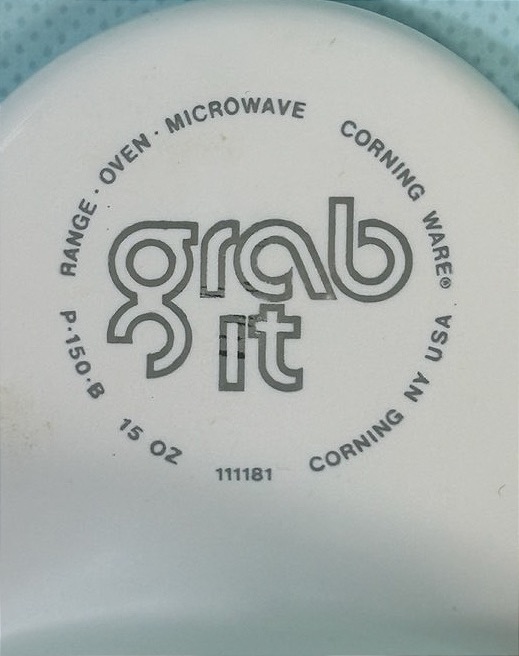 RANGE · OVEN · MICROWAVE
CORNING WARE®
grab
it
P·150·B
15 OZ
111181
CORNING NY USA